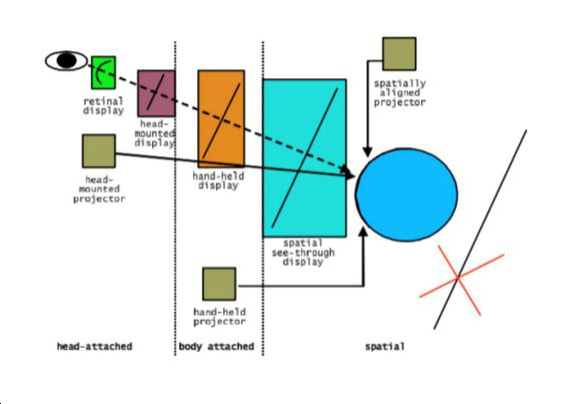 retinal
display
head-
mounted
display
head-
mounted
projector
hand-held
display
spatially
aligned
projector
spatial
see-through
display
hand-held
projector
head-attached
body attached
spatial